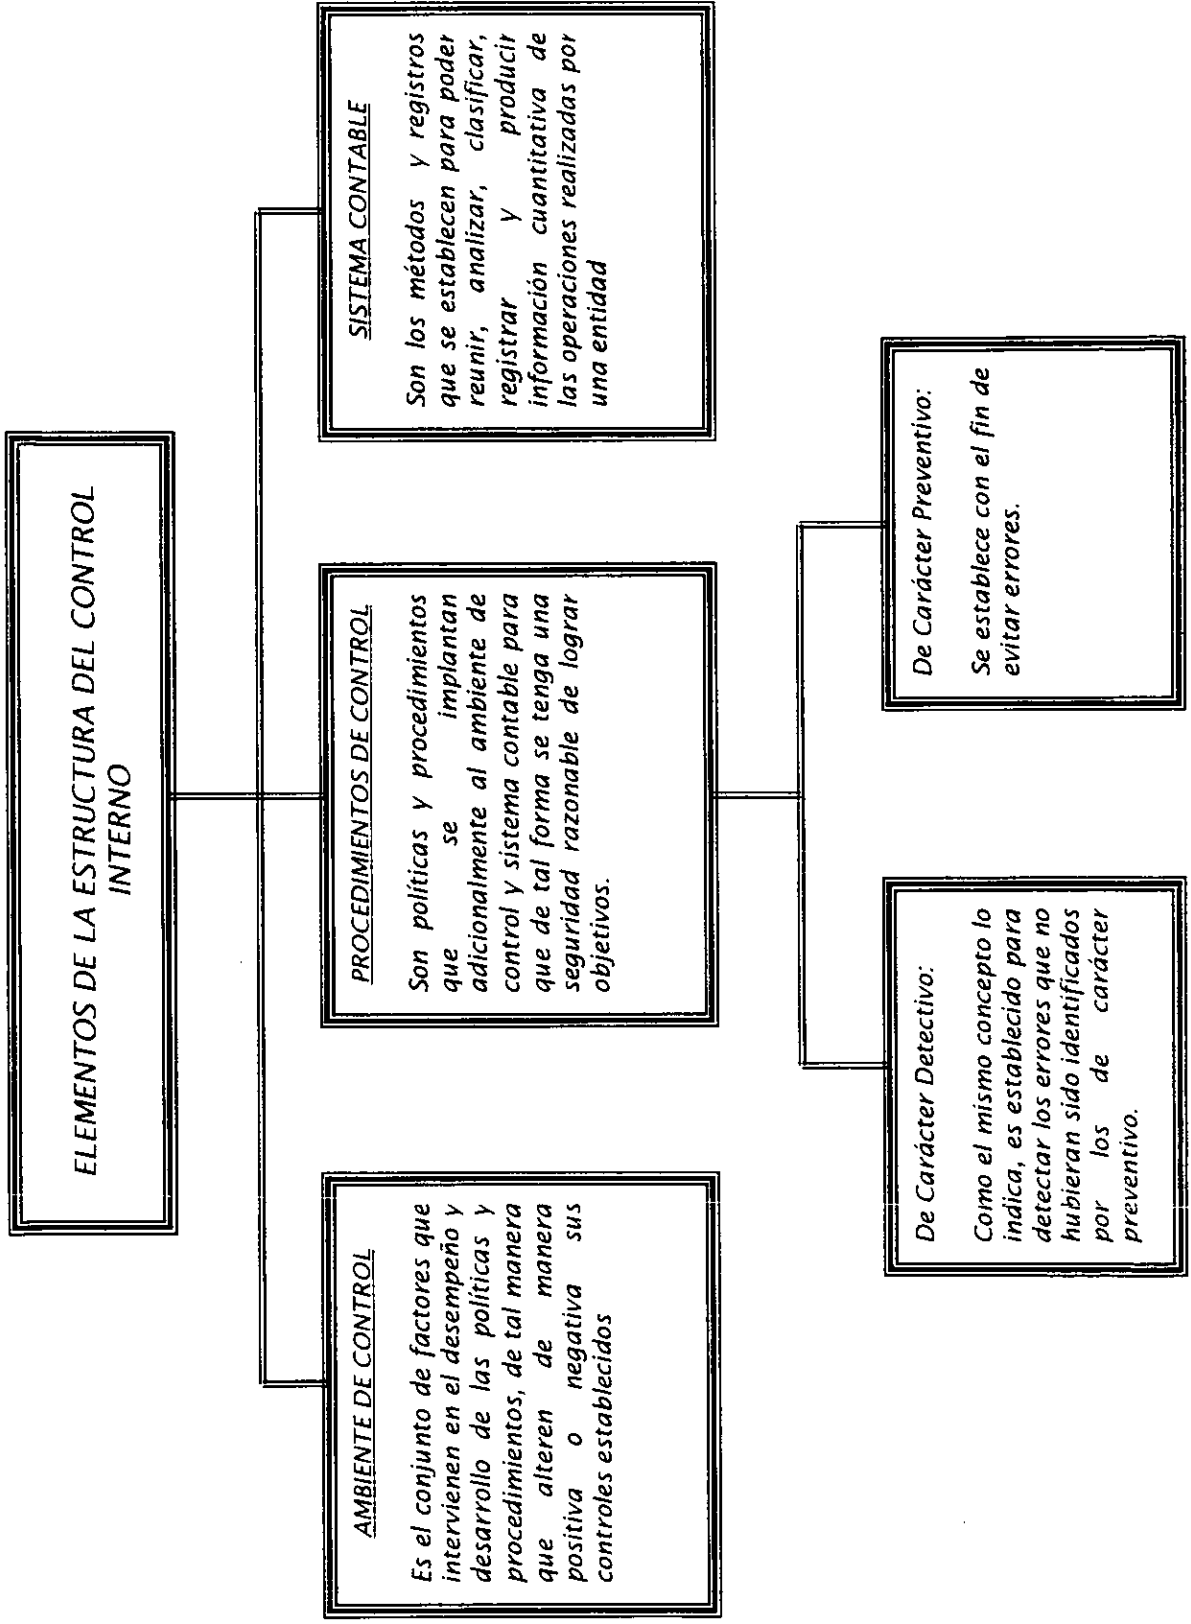 ELEMENTOS DE LA ESTRUCTURA DEL CONTROL
INTERNO
AMBIENTE DE CONTROL
Es el conjunto de factores que
intervienen en el desempeño y
desarrollo de las políticas y
procedimientos, de tal manera
que alteren de manera
positiva o negativa sus
controles establecidos
PROCEDIMIENTOS DE CONTROL
Son políticas y procedimientos
que se implantan
adicionalmente al ambiente de
control y sistema contable para
que de tal forma se tenga una
seguridad razonable de lograr
objetivos.
SISTEMA CONTABLE
Son los métodos y registros
que se establecen para poder
reunir, analizar, clasificar,
registrar y producir
información cuantitativa de
las operaciones realizadas por
una entidad
De Carácter Detectivo:
Como el mismo concepto lo
indica, es establecido para
detectar los errores que no
hubieran sido identificados
por los de carácter
preventivo.
De Carácter Preventivo:
Se establece con el fin de
evitar errores.